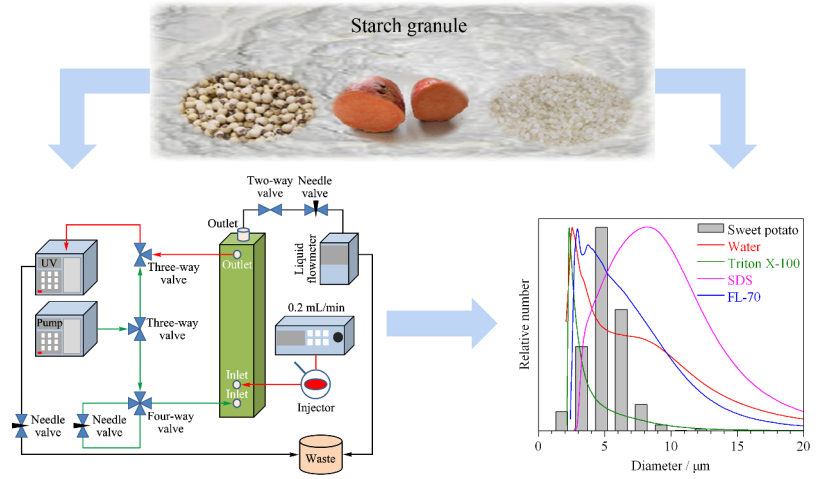 Starch granule
Two-way
valve
Needle
valve
Outlet
UV
Three-way
valve
Outlet
Liquid
flowmeter
Pump
Three-way
valve
0.2 mL/min
Inlet
Inlet
Injector
Needle
valve
Needle
valve
Four-way
valve
Waste
Sweet potato
Water
Triton X-100
SDS
FL-70
Relative number
0
5
10
15
20
Diameter / μm